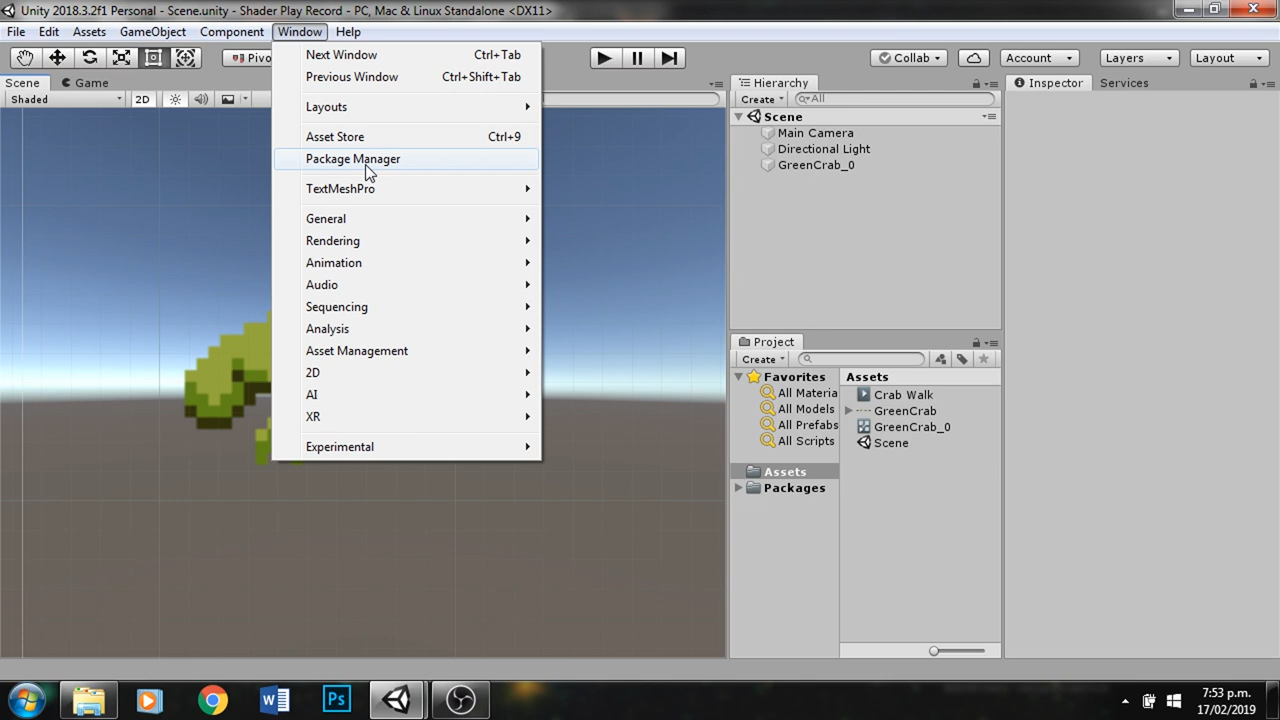 Unity 2018.3.2f1 Personal - Scene.unity - Shader Play Record - PC, Mac & Linux Standalone <DX11>
File Edit Assets GameObject Component Window Help
Pivo
Collab Account Layers Layout
Next Window Ctrl+Tab
Previous Window Ctrl+Shift+Tab
Layouts
Asset Store Ctrl+9
Package Manager
TextMeshPro
General
Rendering
Animation
Audio
Sequencing
Analysis
Asset Management
2D
AI
XR
Experimental
Scene Game
Shaded 2D
Hierarchy
Create All
Scene
Main Camera
Directional Light
GreenCrab_0
Project
Create
Favorites
All Materia
All Models
All Prefabs
All Scripts
Assets
Packages
Assets
Crab Walk
GreenCrab
GreenCrab_0
Scene
Inspector Services
W Ps
7:53 p.m.
17/02/2019